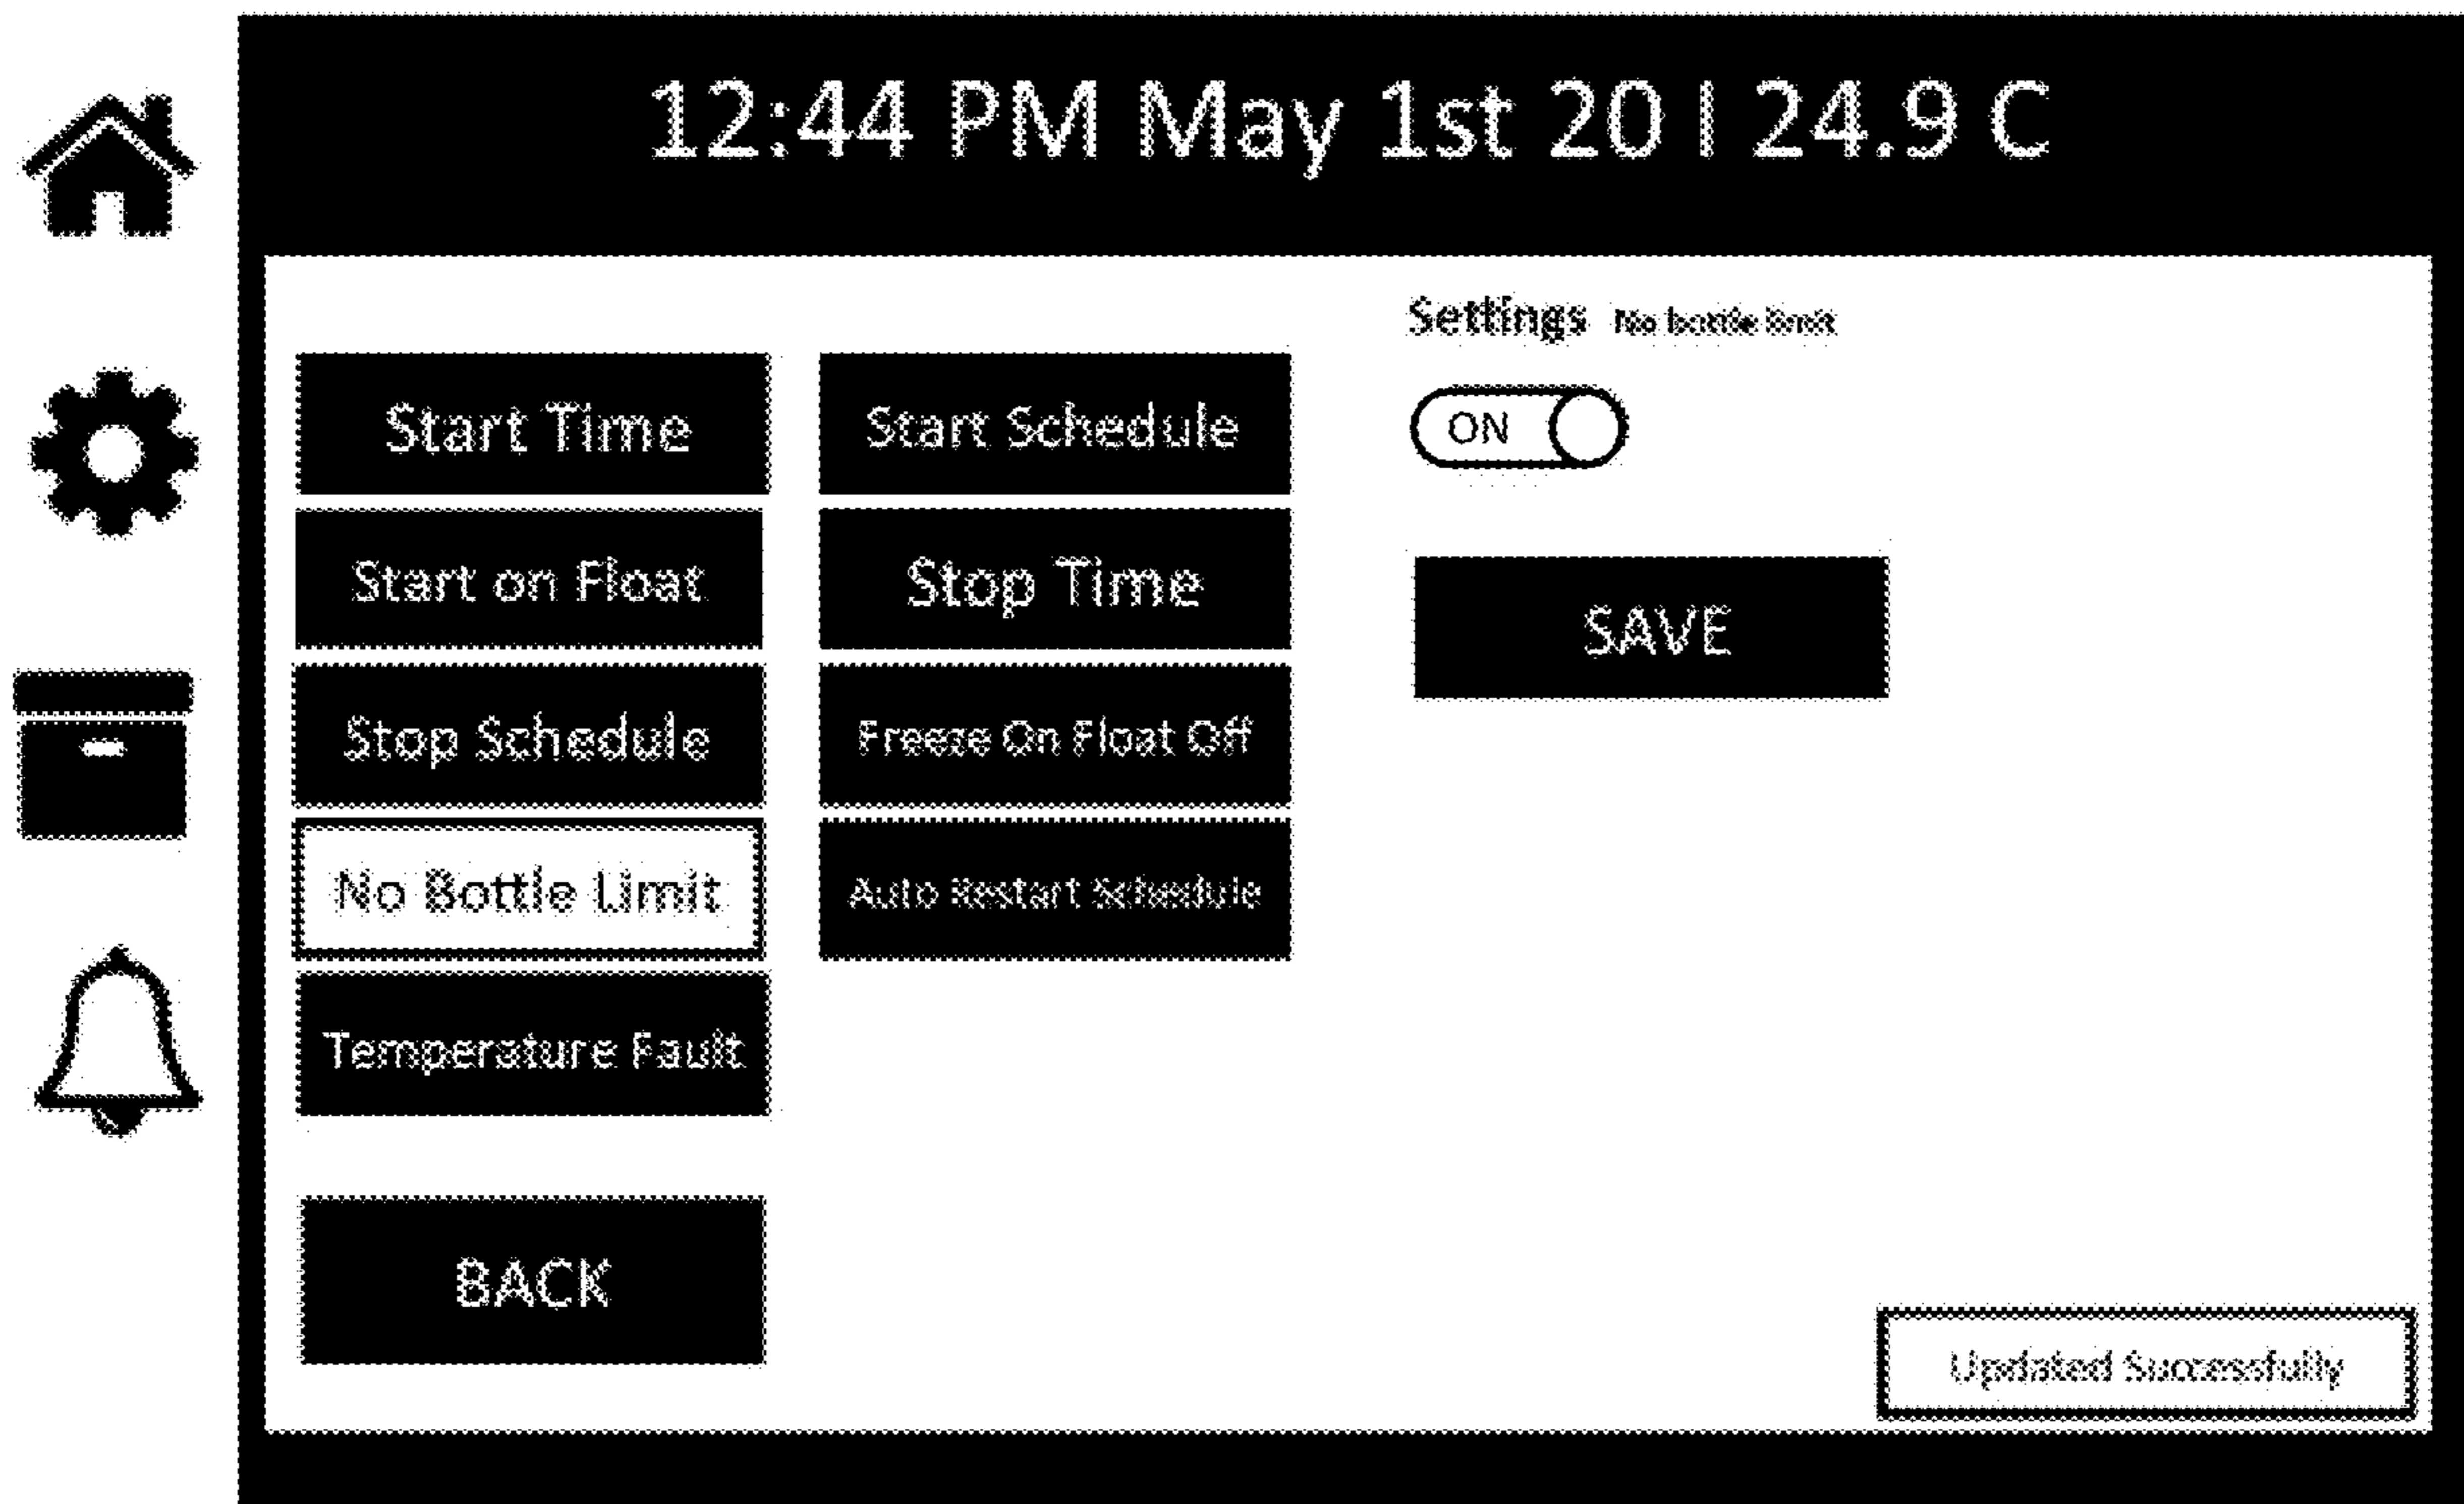 12:44 PM May 1st 20 I 24.9 C
Settings No bottle limit
Start Time
Start Schedule
ON
Start on Float
Stop Time
SAVE
Stop Schedule
Freeze On Float Off
No Bottle Limit
Auto Restart Schedule
Temperature Fault
BACK
Updated Successfully